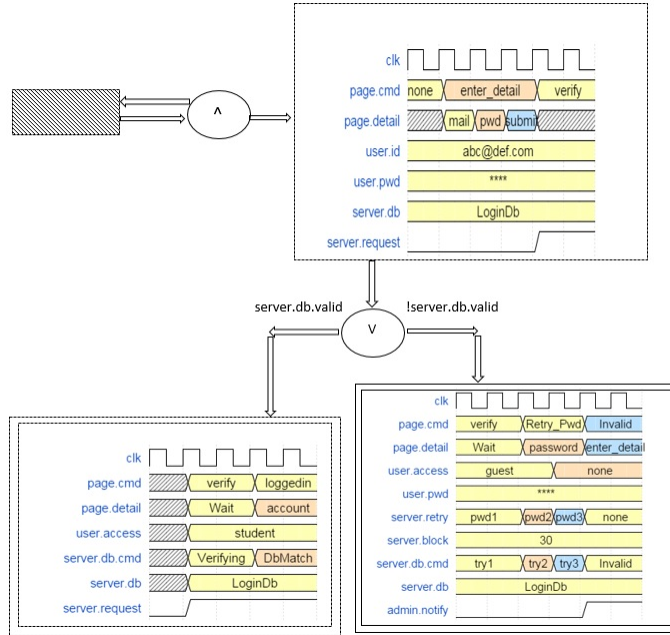 clk
page.cmd none enter_detail verify
page.detail mail pwd submit
user.id abc@def.com
user.pwd ****
server.db LoginDb
server.request
^
server.db.valid !server.db.valid
V
clk
page.cmd verify loggedin
page.detail Wait account
user.access student
server.db.cmd Verifying DbMatch
server.db LoginDb
server.request
clk
page.cmd verify Retry_Pwd Invalid
page.detail Wait password enter_detail
user.access guest none
user.pwd ****
server.retry pwd1 pwd2 pwd3 none
server.block 30
server.db.cmd try1 try2 try3 Invalid
server.db LoginDb
admin.notify